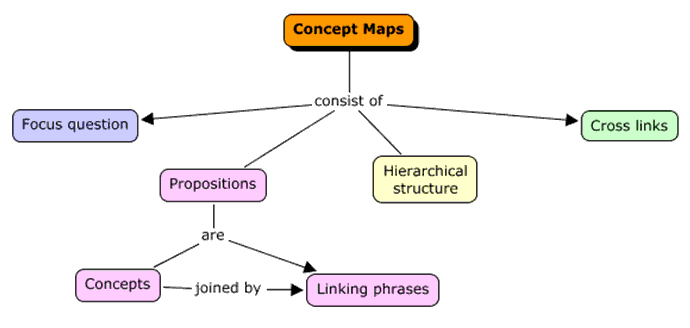 Concept Maps
consist of
Focus question
Cross links
Propositions
Hierarchical
structure
are
Concepts
joined by
Linking phrases